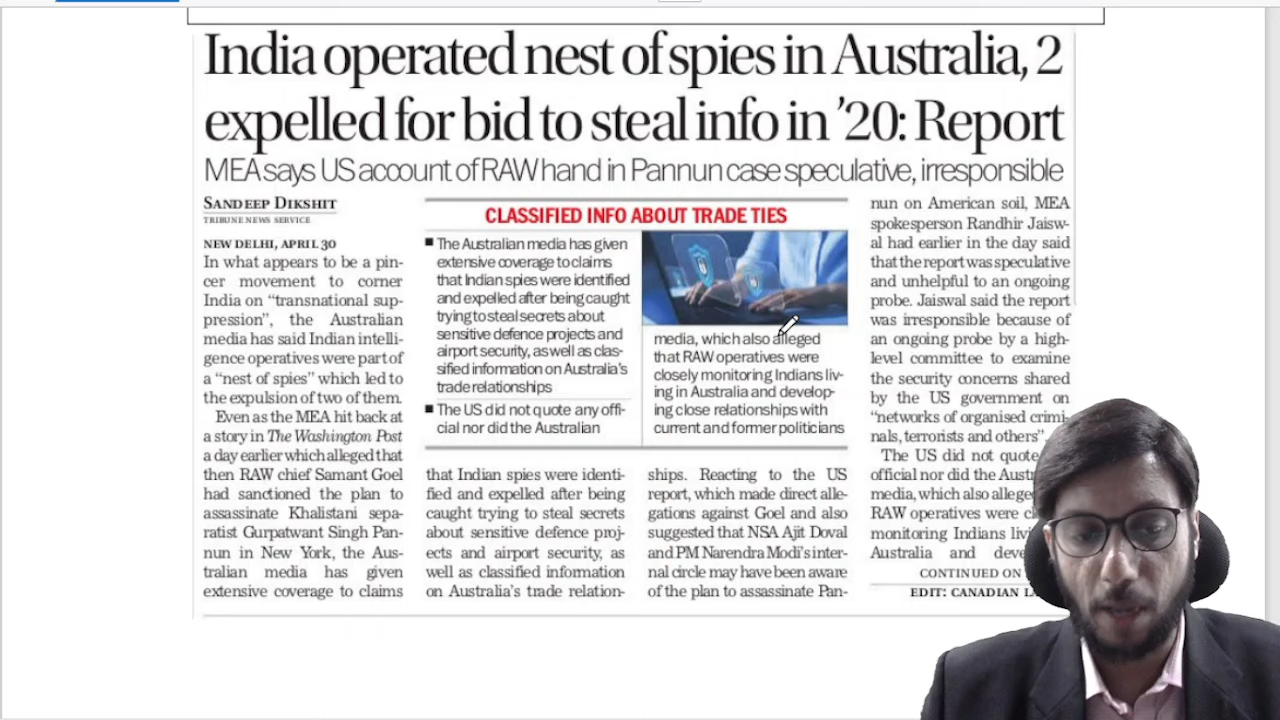 India operated nest of spies in Australia, 2
expelled for bid to steal info in ’20: Report
MEA says US account of RAW hand in Pannun case speculative, irresponsible
SANDEEP DIKSHIT
TRIBUNE NEWS SERVICE
NEW DELHI, APRIL 30
In what appears to be a pin-
cer movement to corner
India on “transnational sup-
pression”, the Australian
media has said Indian intelli-
gence operatives were part of
a “nest of spies” which led to
the expulsion of two of them.
Even as the MEA hit back at
a story in The Washington Post
a day earlier which alleged that
then RAW chief Samant Goel
had sanctioned the plan to
assassinate Khalistani sepa-
ratist Gurpatwant Singh Pan-
nun in New York, the Aus-
tralian media has given
extensive coverage to claims
CLASSIFIED INFO ABOUT TRADE TIES
The Australian media has given
extensive coverage to claims
that Indian spies were identified
and expelled after being caught
trying to steal secrets about
sensitive defence projects and
airport security, as well as clas-
sified information on Australia’s
trade relationships
The US did not quote any offi-
cial nor did the Australian
media, which also alleged
that RAW operatives were
closely monitoring Indians liv-
ing in Australia and develop-
ing close relationships with
current and former politicians
that Indian spies were identi-
fied and expelled after being
caught trying to steal secrets
about sensitive defence proj-
ects and airport security, as
well as classified information
on Australia’s trade relation-
ships. Reacting to the US
report, which made direct alle-
gations against Goel and also
suggested that NSA Ajit Doval
and PM Narendra Modi’s inter-
nal circle may have been aware
of the plan to assassinate Pan-
nun on American soil, MEA
spokesperson Randhir Jaisw-
al had earlier in the day said
that the report was speculative
and unhelpful to an ongoing
probe. Jaiswal said the report
was irresponsible because of
an ongoing probe by a high-
level committee to examine
the security concerns shared
by the US government on
“networks of organised crimi-
nals, terrorists and others”.
The US did not quote
official nor did the
media, which also
RAW operatives were
monitoring Indians
Australia and
CONTINUED ON
EDIT: CANADIAN